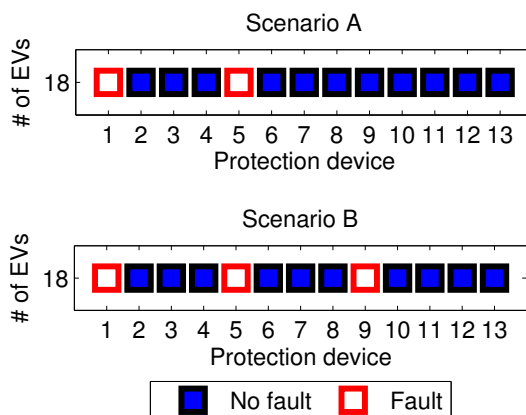 Scenario A
# of EVs
18
1 2 3 4 5 6 7 8 9 10 11 12 13
Protection device
Scenario B
# of EVs
18
1 2 3 4 5 6 7 8 9 10 11 12 13
Protection device
No fault Fault